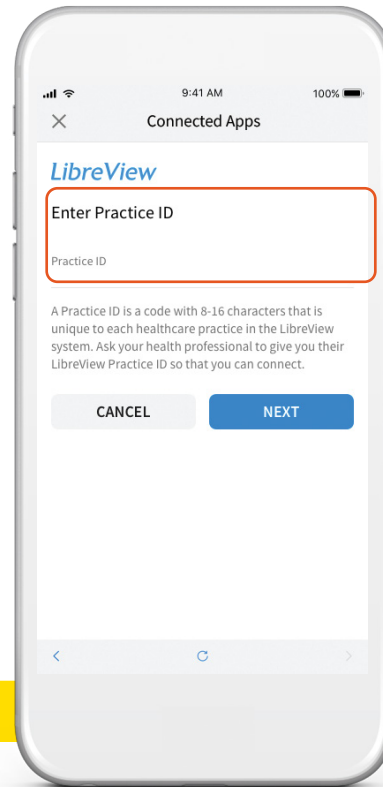 9:41 AM 100%
Connected Apps
LibreView
Enter Practice ID
Practice ID
A Practice ID is a code with 8-16 characters that is
unique to each healthcare practice in the LibreView
system. Ask your health professional to give you their
LibreView Practice ID so that you can connect.
CANCEL NEXT